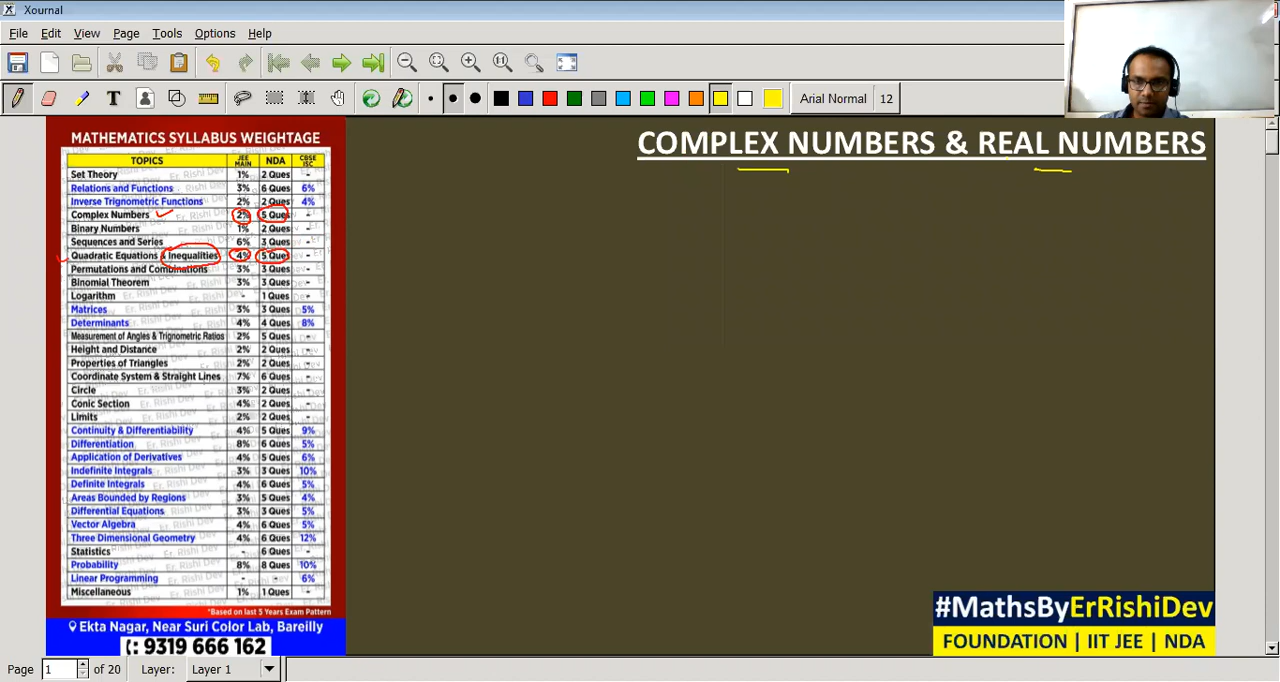 Xournal
File Edit View Page Tools Options Help
Arial Normal 12
MATHEMATICS SYLLABUS WEIGHTAGE
TOPICS JEE MAIN NDA CBSE ISC
Set Theory 1% 2 Ques -
Relations and Functions 3% 6 Ques 6%
Inverse Trignometric Functions 2% 2 Ques 4%
Complex Numbers 2% 5 Ques -
Binary Numbers 1% 2 Ques -
Sequences and Series 6% 3 Ques -
Quadratic Equations & Inequalities 4% 5 Ques -
Permutations and Combinations 3% 3 Ques -
Binomial Theorem 3% 3 Ques -
Logarithm - 1 Ques -
Matrices 3% 3 Ques 5%
Determinants 4% 4 Ques 8%
Measurement of Angles & Trignometric Ratios 2% 5 Ques -
Height and Distance 2% 2 Ques -
Properties of Triangles 2% 2 Ques -
Coordinate System & Straight Lines 7% 6 Ques -
Circle 3% 2 Ques -
Conic Section 4% 2 Ques -
Limits 2% 2 Ques -
Continuity & Differentiability 4% 5 Ques 9%
Differentiation 8% 6 Ques 5%
Application of Derivatives 4% 5 Ques 6%
Indefinite Integrals 3% 3 Ques 10%
Definite Integrals 4% 6 Ques 5%
Areas Bounded by Regions 3% 5 Ques 4%
Differential Equations 3% 3 Ques 5%
Vector Algebra 4% 6 Ques 5%
Three Dimensional Geometry 4% 6 Ques 12%
Statistics - 6 Ques -
Probability 8% 8 Ques 10%
Linear Programming - - 6%
Miscellaneous 1% 1 Ques -
*Based on last 5 Years Exam Pattern
Ekta Nagar, Near Suri Color Lab, Bareilly
9319 666 162
COMPLEX NUMBERS & REAL NUMBERS
#MathsByErRishiDev
FOUNDATION | IIT JEE | NDA
Page 1 of 20 Layer: Layer 1